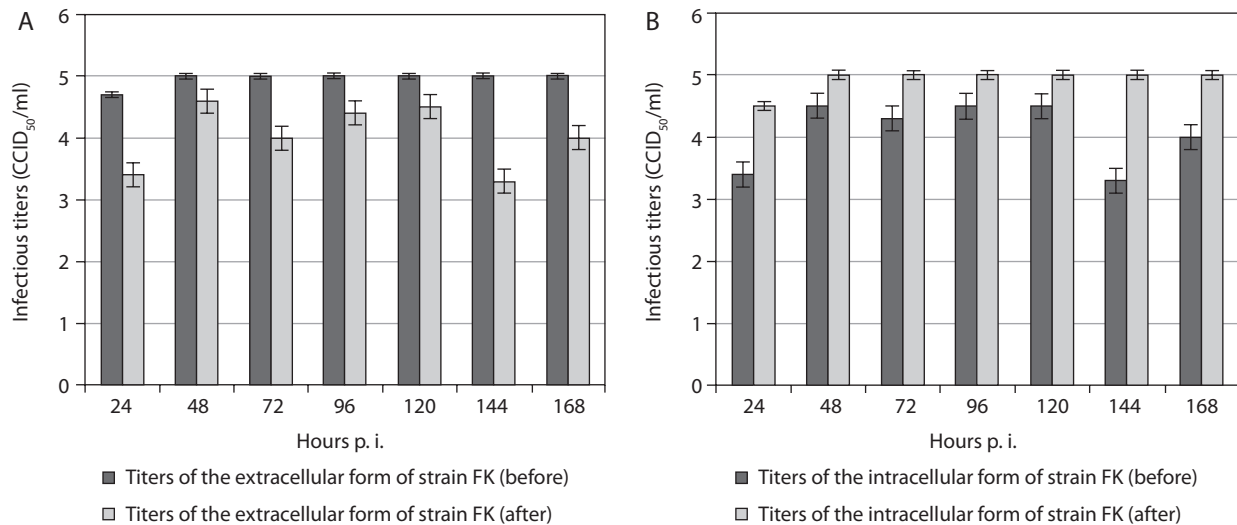 A
Infectious titers (CCID50/ml)
6
5
4
3
2
1
0
24 48 72 96 120 144 168
Hours p. i.
Titers of the extracellular form of strain FK (before)
Titers of the extracellular form of strain FK (after)
B
Infectious titers (CCID50/ml)
6
5
4
3
2
1
0
24 48 72 96 120 144 168
Hours p. i.
Titers of the intracellular form of strain FK (before)
Titers of the intracellular form of strain FK (after)